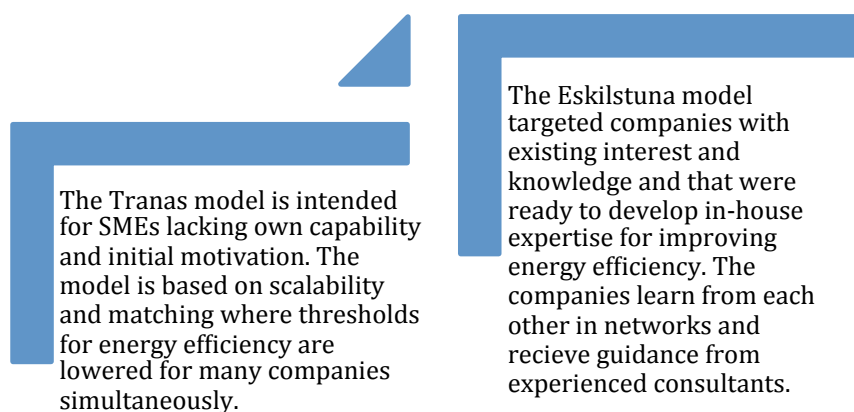 The Tranas model is intended
for SMEs lacking own capability
and initial motivation. The
model is based on scalability
and matching where thresholds
for energy efficiency are
lowered for many companies
simultaneously.
The Eskilstuna model
targeted companies with
existing interest and
knowledge and that were
ready to develop in-house
expertise for improving
energy efficiency. The
companies learn from each
other in networks and
recieve guidance from
experienced consultants.